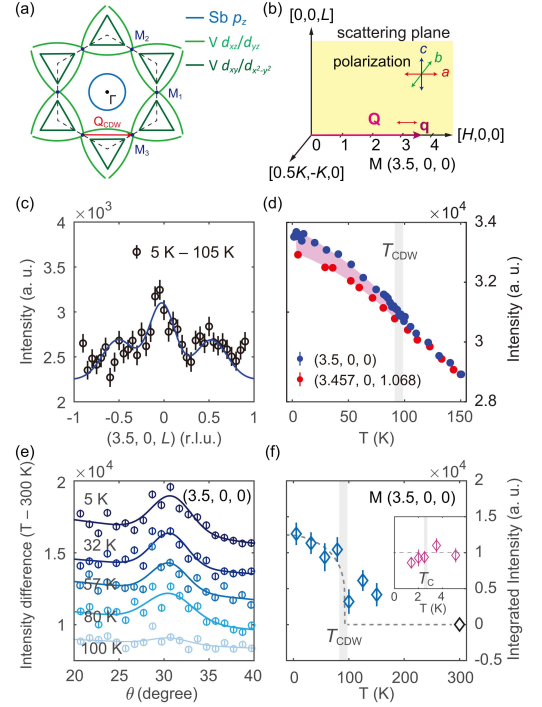 (a)
Sb p_z
V d_xz/d_yz
V d_xy/d_x²-y²
M₂
M₁
M₃
Γ
Q_CDW
(b)
[0,0,L]
scattering plane
polarization
c
b
a
Q
q
0 1 2 3 4
[H,0,0]
M (3.5, 0, 0)
[0.5K,-K,0]
(c)
×10³
4
3.5
3
2.5
2
Intensity (a. u.)
5 K – 105 K
-1 -0.5 0 0.5 1
(3.5, 0, L) (r.l.u.)
(d)
×10⁴
3.4
3.2
3
2.8
Intensity (a. u.)
T_CDW
(3.5, 0, 0)
(3.457, 0, 1.068)
0 50 100 150
T (K)
(e)
×10⁴
2
1.5
1
Intensity difference (T – 300 K)
(3.5, 0, 0)
5 K
32 K
57 K
80 K
100 K
20 25 30 35 40
θ (degree)
(f)
×10⁴
2
1.5
1
0.5
0
-0.5
Integrated Intensity (a. u.)
M (3.5, 0, 0)
T_C
0 2 4
T (K)
T_CDW
0 100 200 300
T (K)